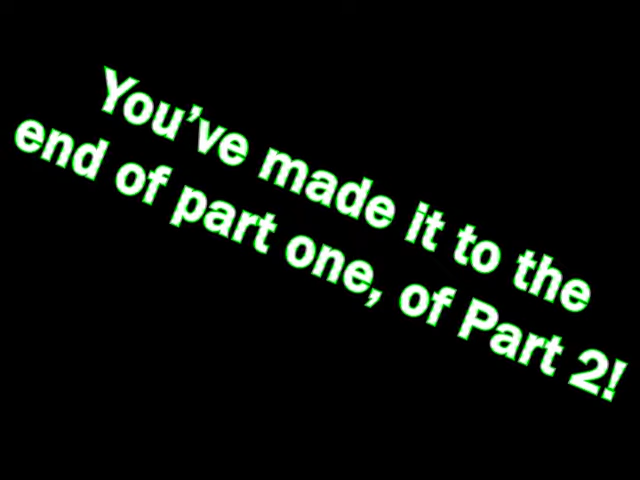 You’ve made it to the
end of part one, of Part 2!